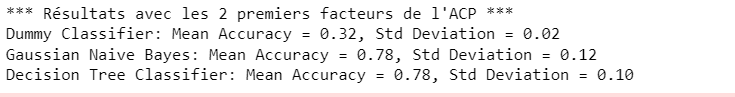 *** Résultats avec les 2 premiers facteurs de l'ACP ***
Dummy Classifier: Mean Accuracy = 0.32, Std Deviation = 0.02
Gaussian Naive Bayes: Mean Accuracy = 0.78, Std Deviation = 0.12
Decision Tree Classifier: Mean Accuracy = 0.78, Std Deviation = 0.10